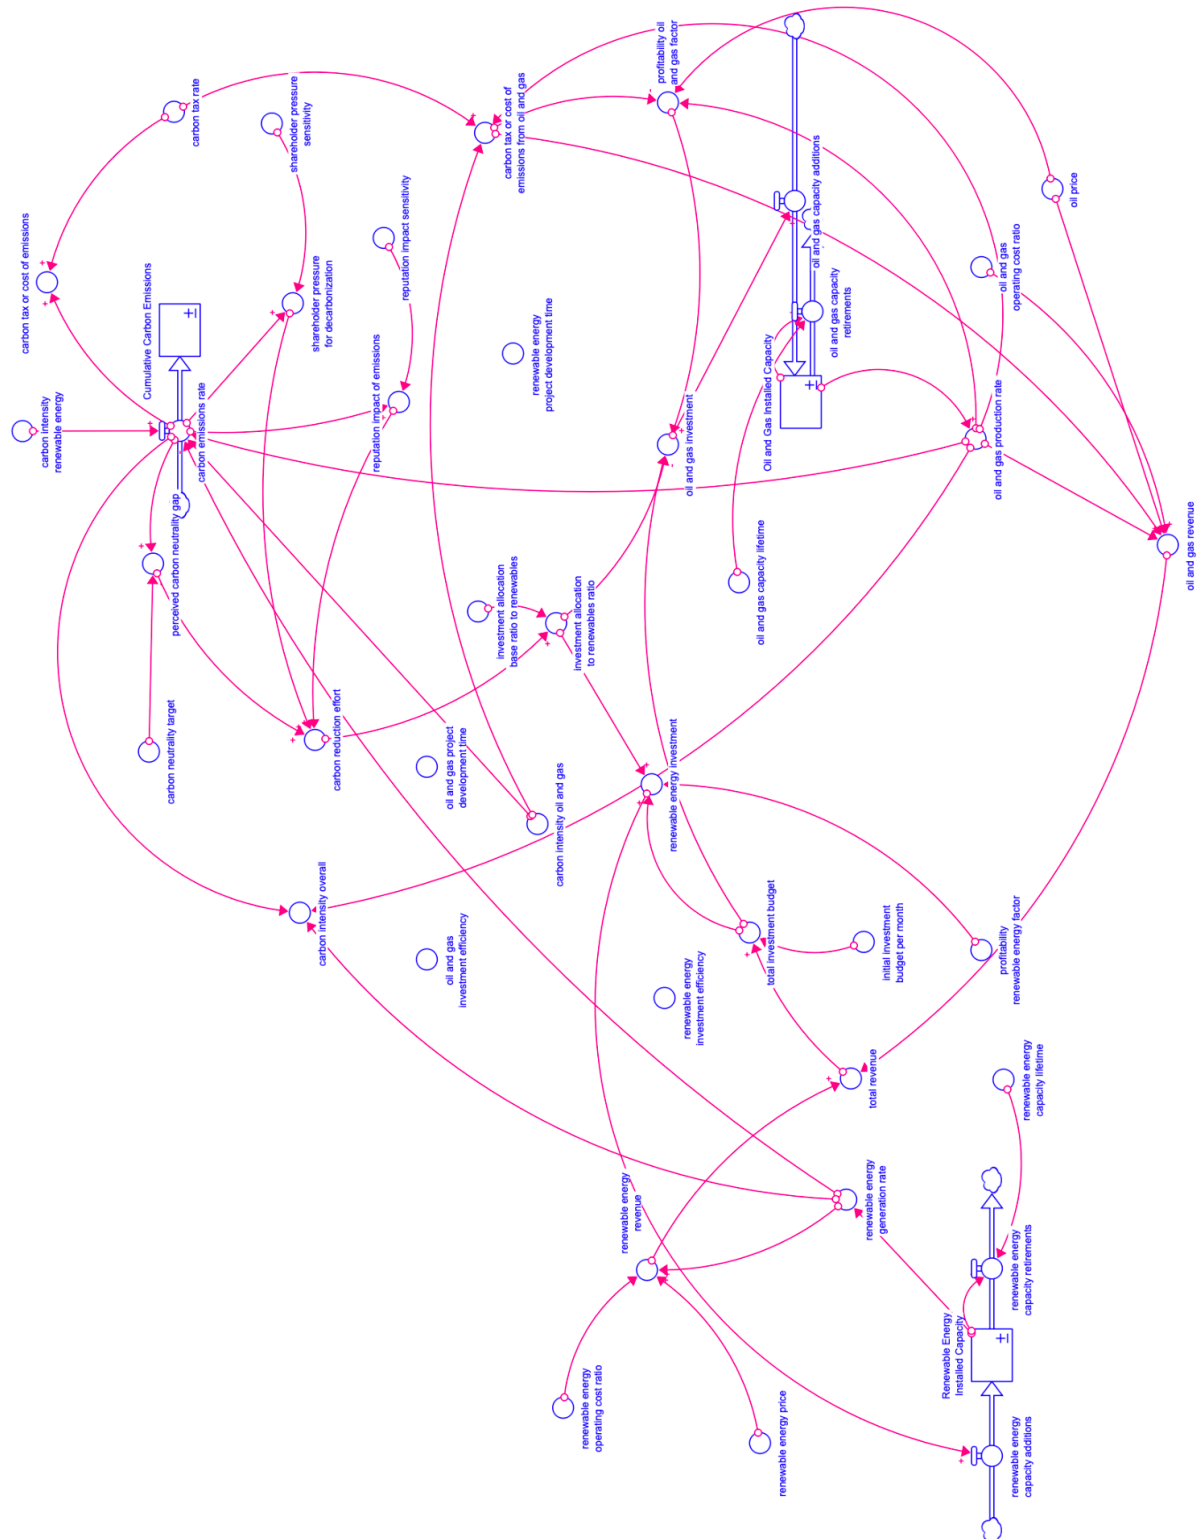 carbon tax rate
shareholder pressure
sensitivity
carbon tax or cost of emissions
reputation impact sensitivity
carbon tax or cost of
emissions from oil and gas
profitability oil
and gas factor
oil and gas capacity additions
oil price
oil and gas
operating cost ratio
Cumulative Carbon Emissions
shareholder pressure
for decarbonization
renewable energy
project development time
oil and gas capacity
retirements
carbon intensity
renewable energy
carbon emissions rate
reputation impact of emissions
oil and gas investment
Oil and Gas Installed Capacity
oil and gas production rate
perceived carbon neutrality gap
investment allocation
base ratio to renewables
investment allocation
to renewables ratio
oil and gas capacity lifetime
oil and gas revenue
carbon neutrality target
carbon reduction effort
oil and gas project
development time
carbon intensity oil and gas
renewable energy investment
carbon intensity overall
oil and gas
investment efficiency
renewable energy
investment efficiency
total investment budget
initial investment
budget per month
profitability
renewable energy factor
total revenue
renewable energy
capacity lifetime
renewable energy
revenue
renewable energy
generation rate
renewable energy
capacity retirements
renewable energy
operating cost ratio
renewable energy price
Renewable Energy
Installed Capacity
renewable energy
capacity additions